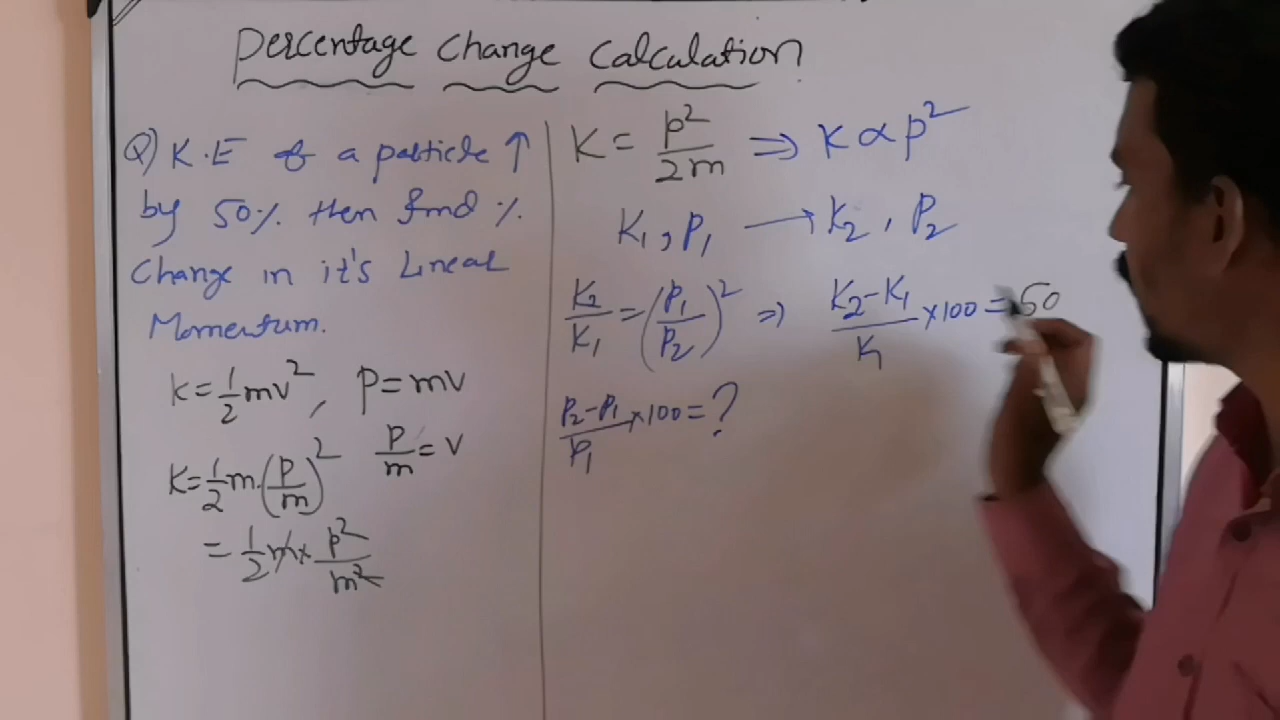 Percentage Change Calculation
Q) K.E of a particle ↑
by 50% then find %
Change in it's Linear
Momentum.
K = 1/2 mv², P = mv
P/m = v
K = 1/2 m.(P/m)²
= 1/2 m × p²/m²
K = p²/2m ⇒ K ∝ p²
K₁, P₁ → K₂, P₂
K₂/K₁ = (P₁/P₂)² ⇒ (K₂-K₁)/K₁ ×100 = 50
(P₂-P₁)/P₁ ×100 = ?